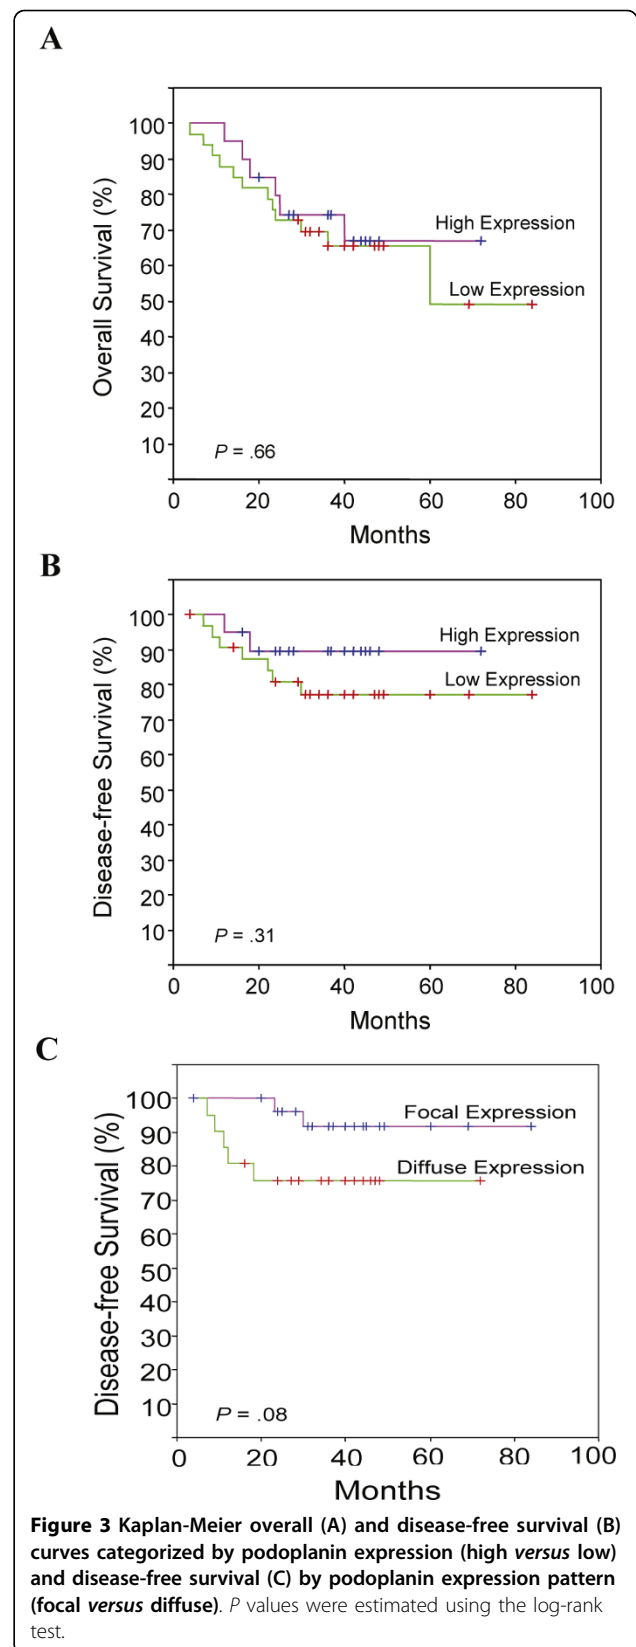 A
Overall Survival (%)
100
90
80
70
60
50
40
30
20
10
High Expression
Low Expression
P = .66
0 20 40 60 80 100
Months
B
Disease-free Survival (%)
100
90
80
70
60
50
40
30
20
10
High Expression
Low Expression
P = .31
0 20 40 60 80 100
Months
C
Disease-free Survival (%)
100
90
80
70
60
50
40
30
20
10
Focal Expression
Diffuse Expression
P = .08
0 20 40 60 80 100
Months
Figure 3 Kaplan-Meier overall (A) and disease-free survival (B)
curves categorized by podoplanin expression (high versus low)
and disease-free survival (C) by podoplanin expression pattern
(focal versus diffuse). P values were estimated using the log-rank
test.